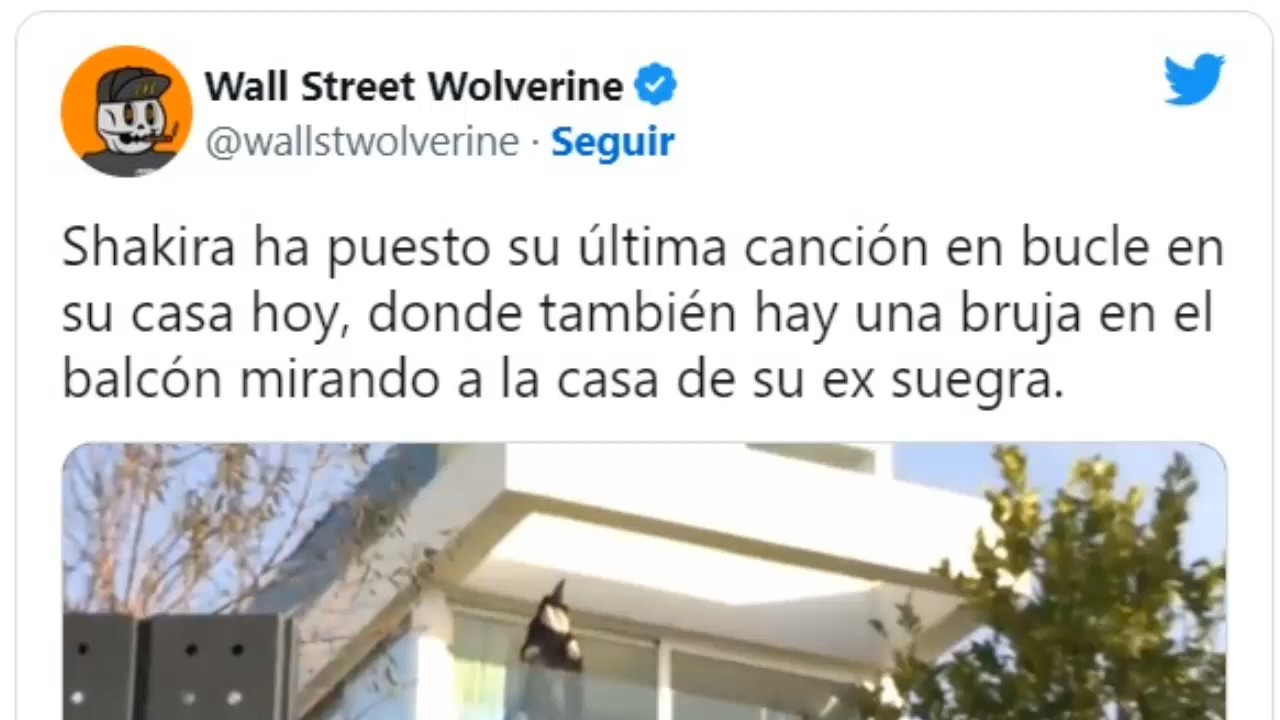 Wall Street Wolverine
@wallstwolverine · Seguir
Shakira ha puesto su última canción en bucle en
su casa hoy, donde también hay una bruja en el
balcón mirando a la casa de su ex suegra.